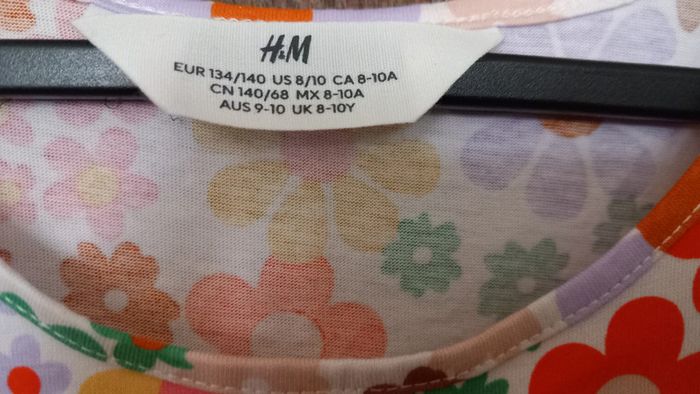 H&M
EUR 134/140 US 8/10 CA 8-10A
CN 140/68 MX 8-10A
AUS 9-10 UK 8-10Y